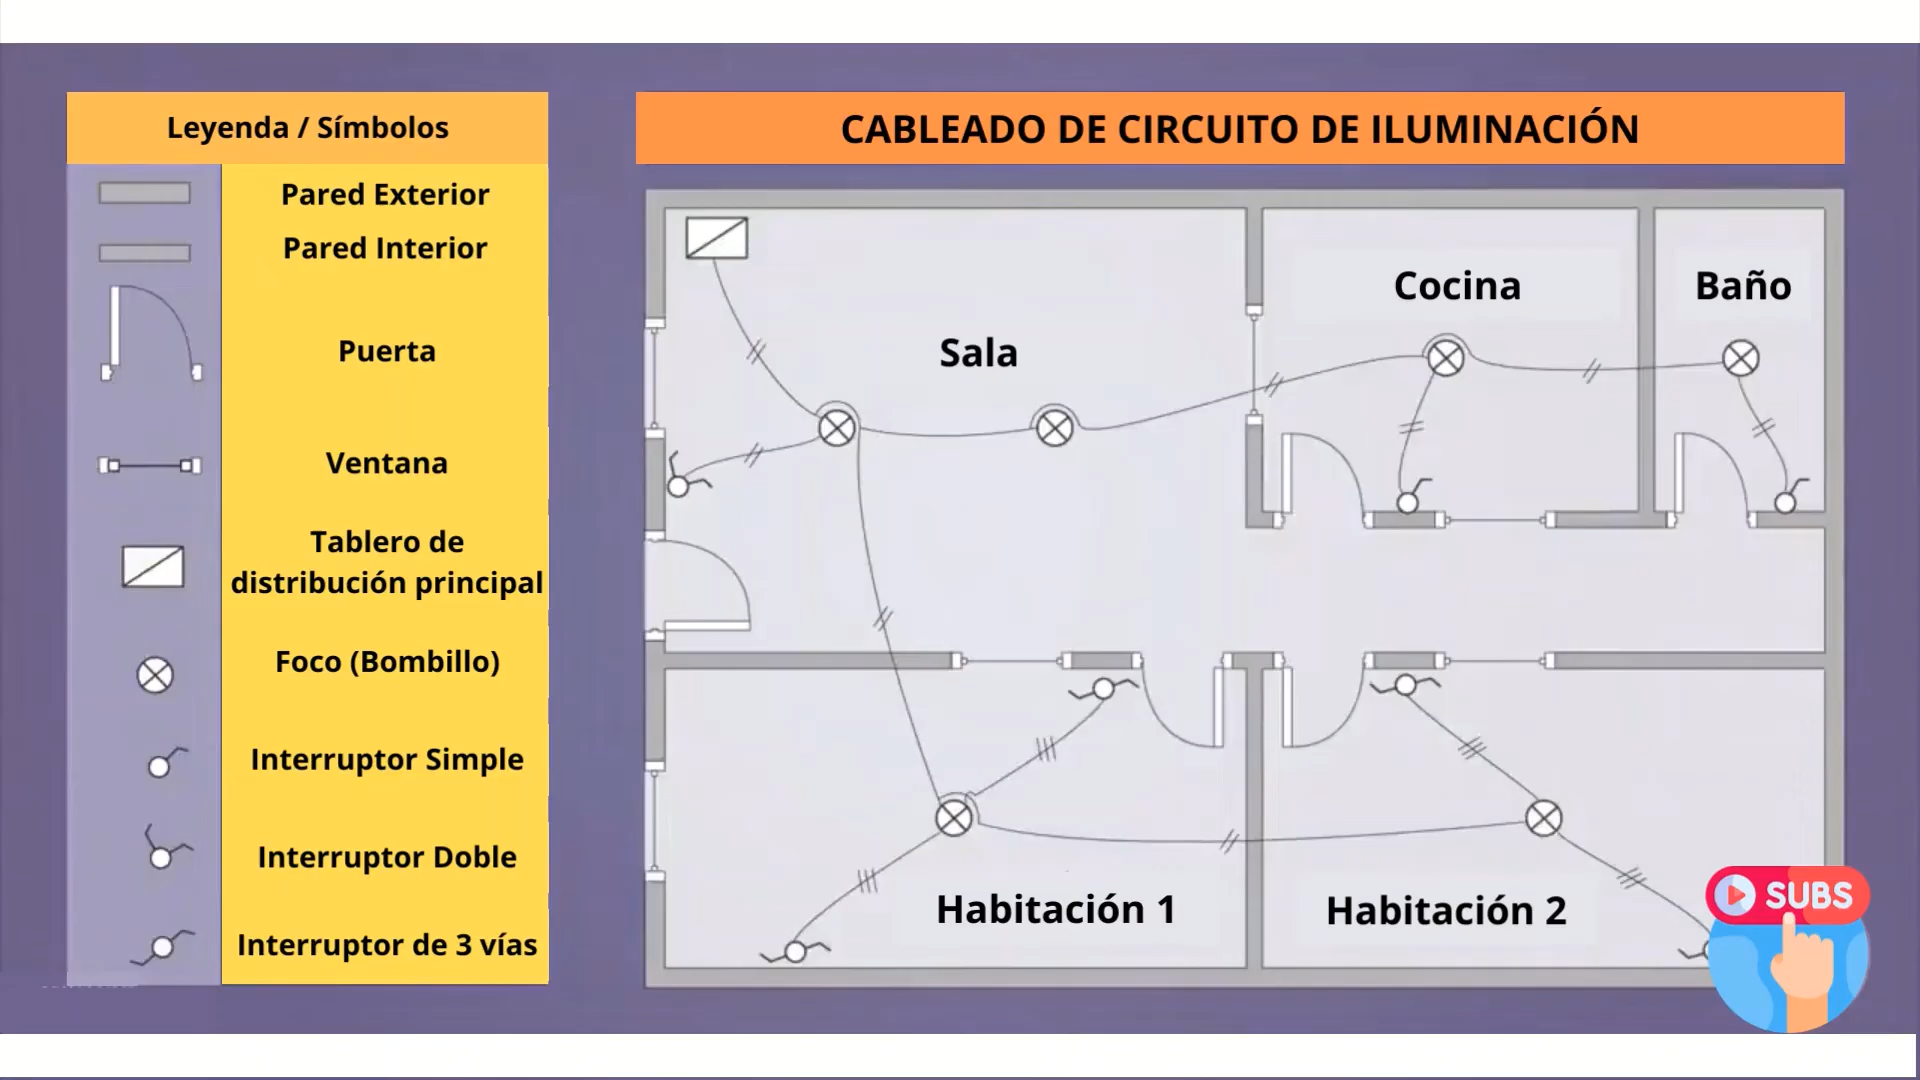 Leyenda / Símbolos
Pared Exterior
Pared Interior
Puerta
Ventana
Tablero de
distribución principal
Foco (Bombillo)
Interruptor Simple
Interruptor Doble
Interruptor de 3 vías
CABLEADO DE CIRCUITO DE ILUMINACIÓN
Sala
Cocina
Baño
Habitación 1
Habitación 2
SUBS